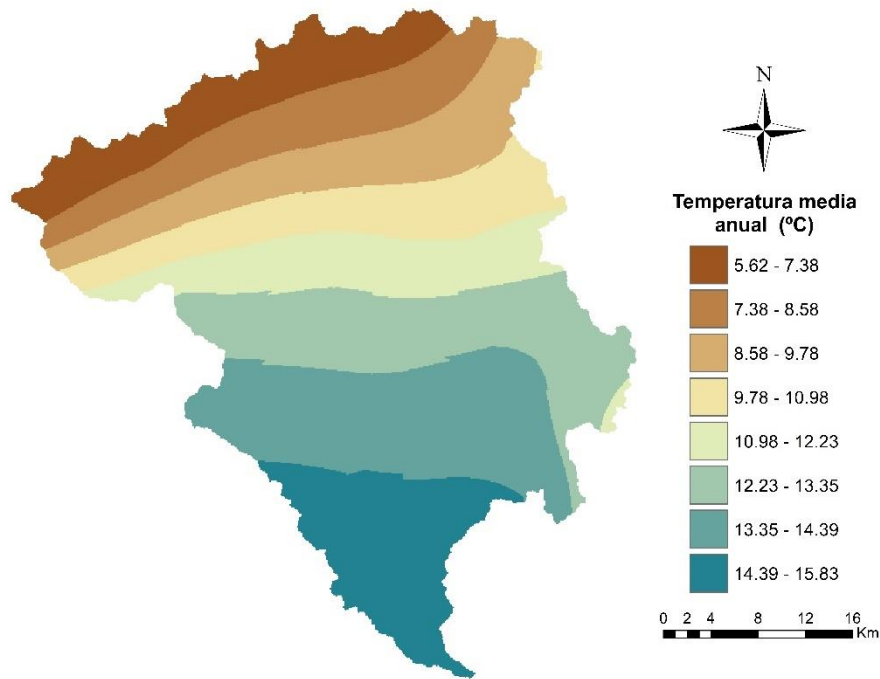 N
Temperatura media
anual (ºC)
5.62 - 7.38
7.38 - 8.58
8.58 - 9.78
9.78 - 10.98
10.98 - 12.23
12.23 - 13.35
13.35 - 14.39
14.39 - 15.83
0 2 4 8 12 16
Km